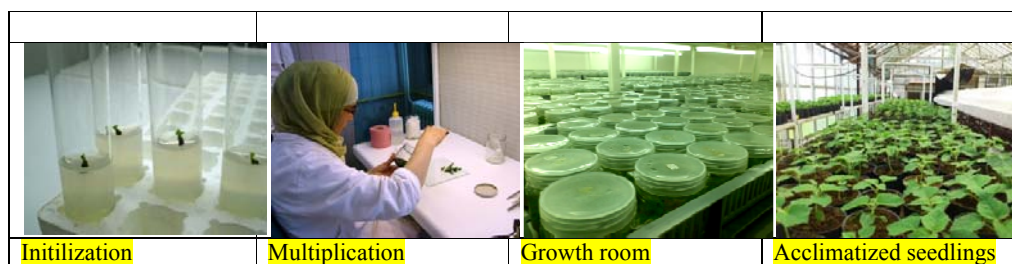 Initilization
Multiplication
Growth room
Acclimatized seedlings